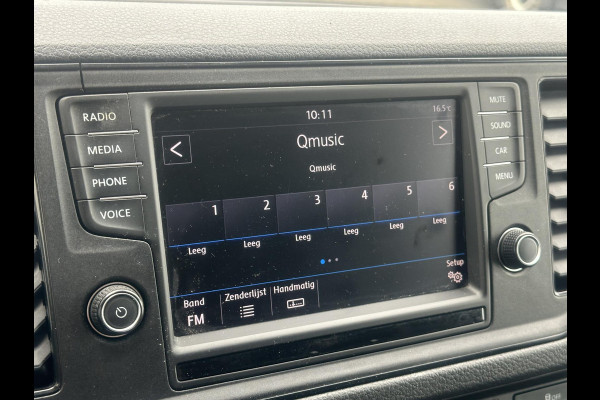 RADIO
MEDIA
PHONE
VOICE
10:11
16.5°C
Qmusic
Qmusic
1 2 3 4 5 6
Leeg Leeg Leeg Leeg Leeg Leeg
Band
FM
Zenderlijst
Handmatig
Setup
MUTE
SOUND
CAR
MENU
OFF